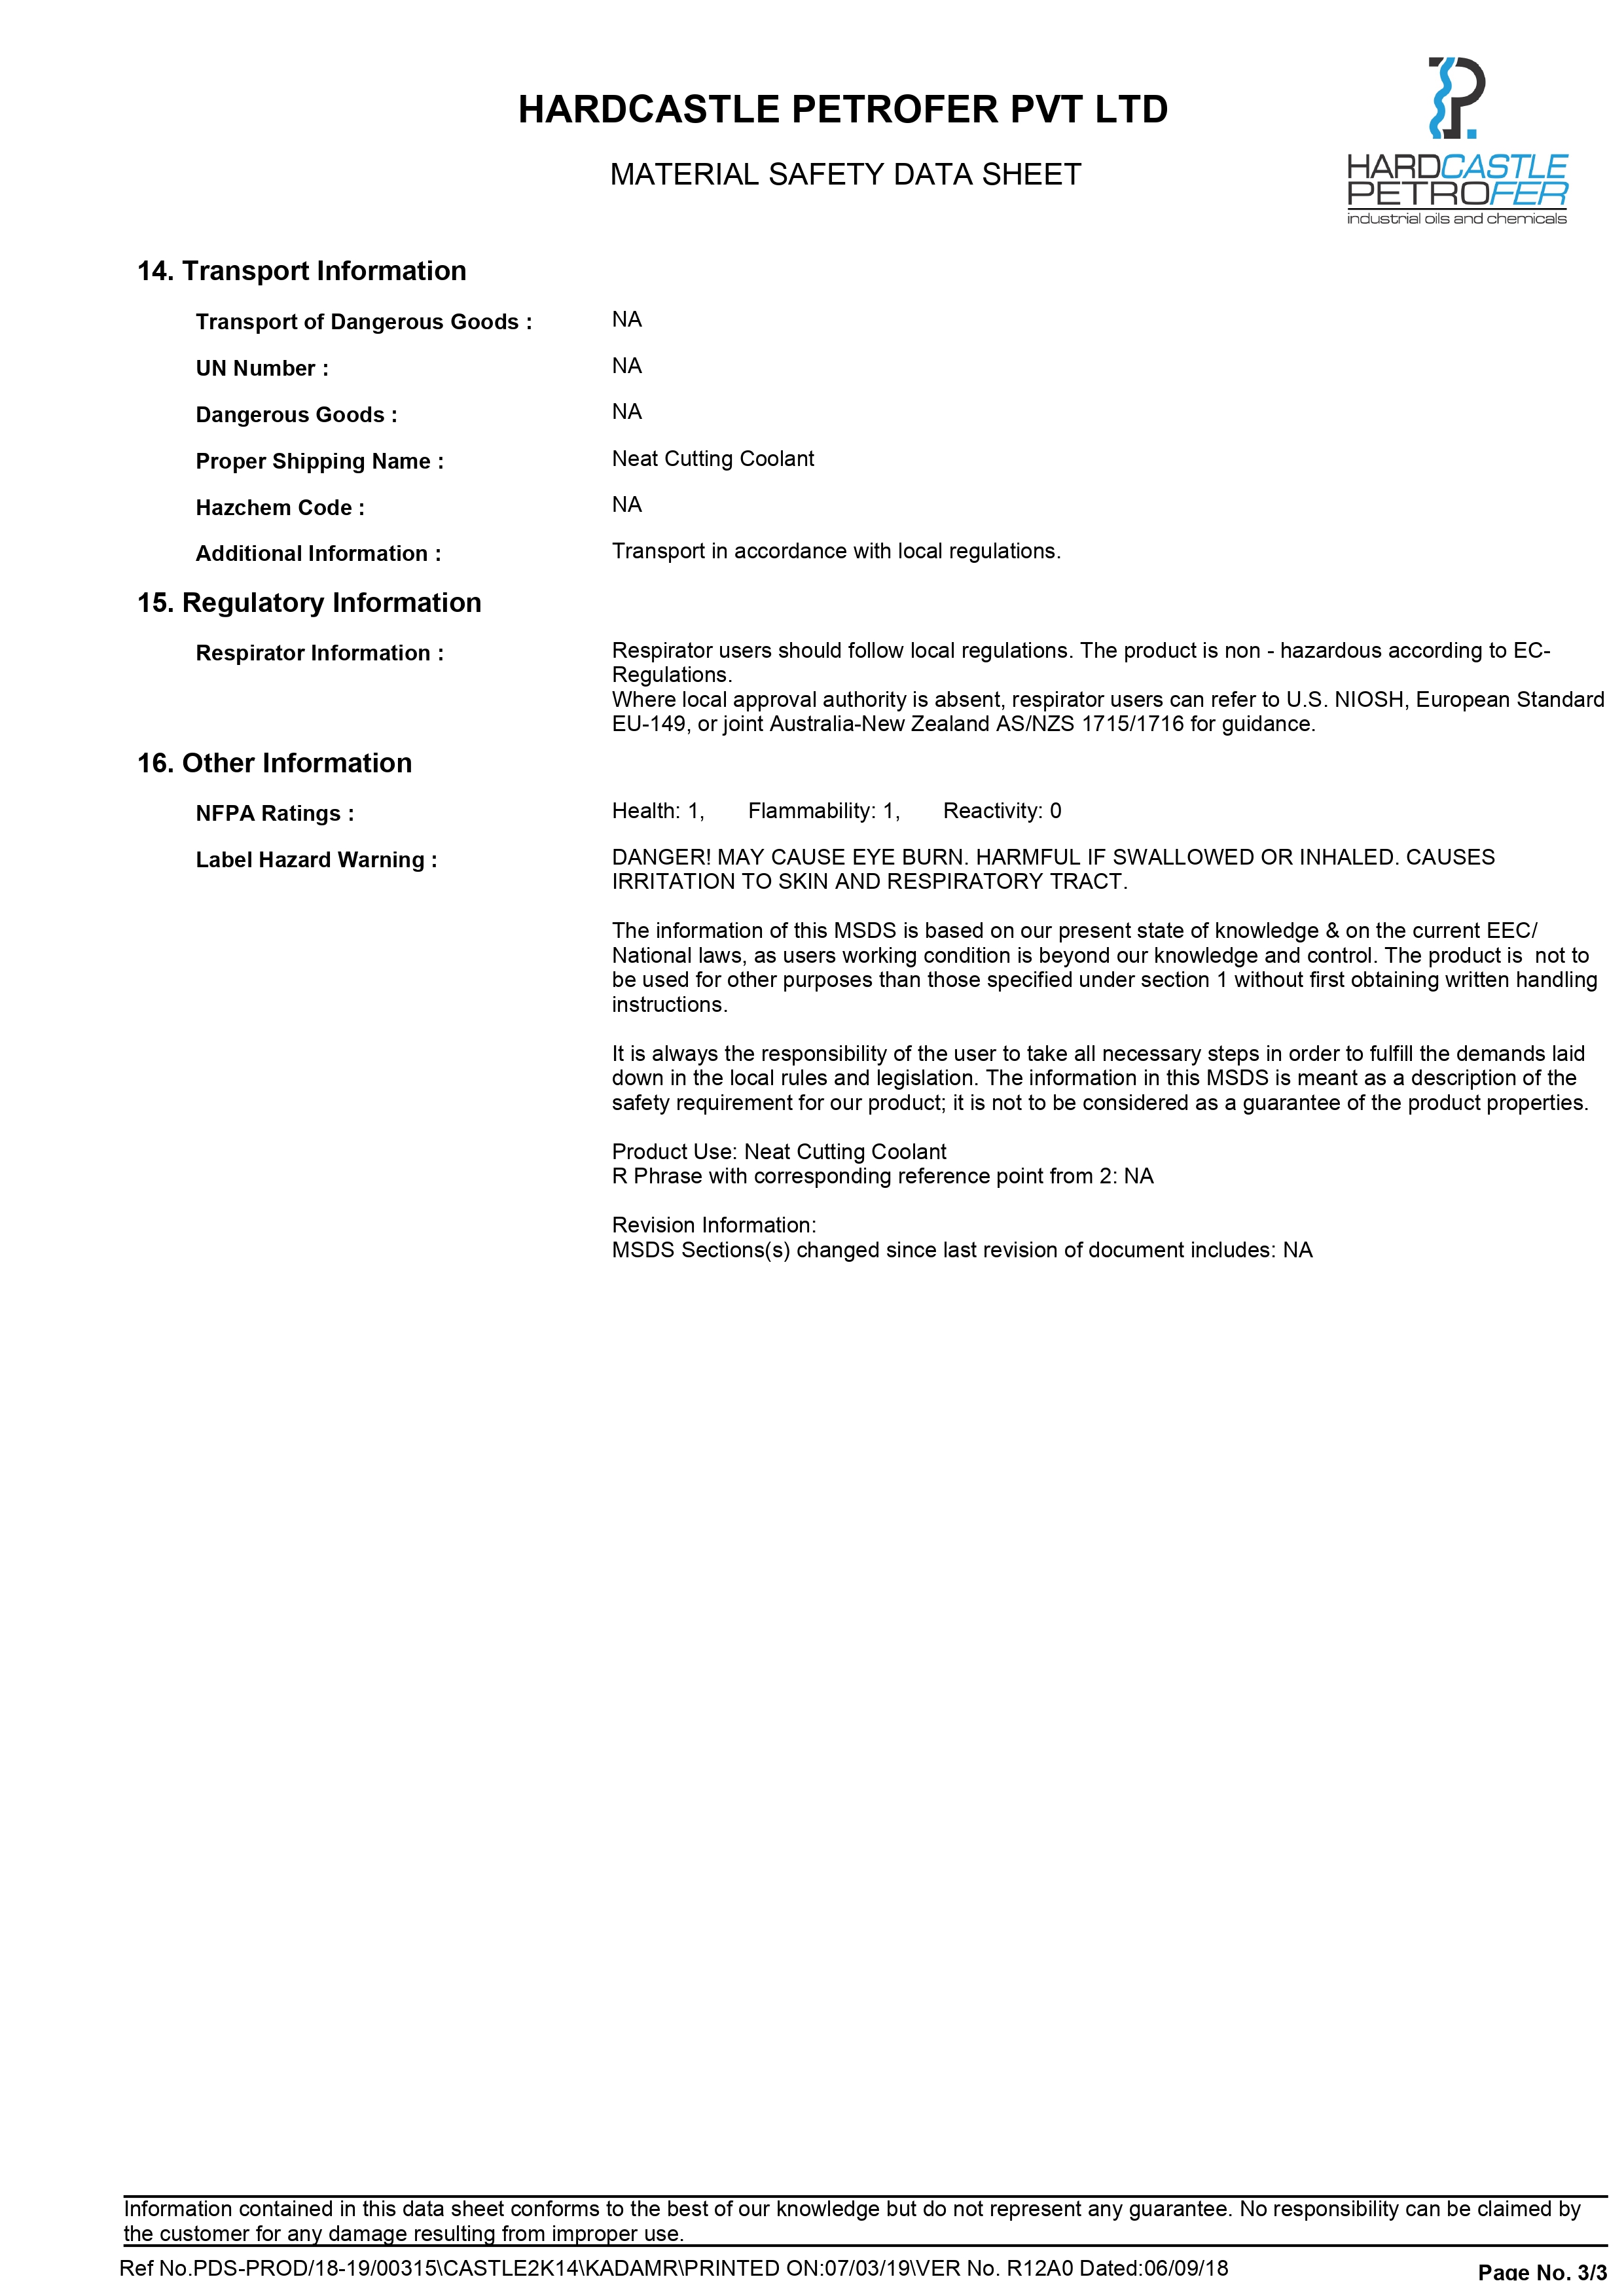 HARDCASTLE PETROFER PVT LTD
MATERIAL SAFETY DATA SHEET
HARDCASTLE
PETROFER
industrial oils and chemicals
14. Transport Information
Transport of Dangerous Goods : NA
UN Number : NA
Dangerous Goods : NA
Proper Shipping Name : Neat Cutting Coolant
Hazchem Code : NA
Additional Information : Transport in accordance with local regulations.
15. Regulatory Information
Respirator Information : Respirator users should follow local regulations. The product is non - hazardous according to EC-
Regulations.
Where local approval authority is absent, respirator users can refer to U.S. NIOSH, European Standard
EU-149, or joint Australia-New Zealand AS/NZS 1715/1716 for guidance.
16. Other Information
NFPA Ratings : Health: 1, Flammability: 1, Reactivity: 0
Label Hazard Warning : DANGER! MAY CAUSE EYE BURN. HARMFUL IF SWALLOWED OR INHALED. CAUSES
IRRITATION TO SKIN AND RESPIRATORY TRACT.
The information of this MSDS is based on our present state of knowledge & on the current EEC/
National laws, as users working condition is beyond our knowledge and control. The product is  not to
be used for other purposes than those specified under section 1 without first obtaining written handling
instructions.
It is always the responsibility of the user to take all necessary steps in order to fulfill the demands laid
down in the local rules and legislation. The information in this MSDS is meant as a description of the
safety requirement for our product; it is not to be considered as a guarantee of the product properties.
Product Use: Neat Cutting Coolant
R Phrase with corresponding reference point from 2: NA
Revision Information:
MSDS Sections(s) changed since last revision of document includes: NA
Information contained in this data sheet conforms to the best of our knowledge but do not represent any guarantee. No responsibility can be claimed by
the customer for any damage resulting from improper use.
Ref No.PDS-PROD/18-19/00315\CASTLE2K14\KADAMR\PRINTED ON:07/03/19\VER No. R12A0 Dated:06/09/18
Page No. 3/3